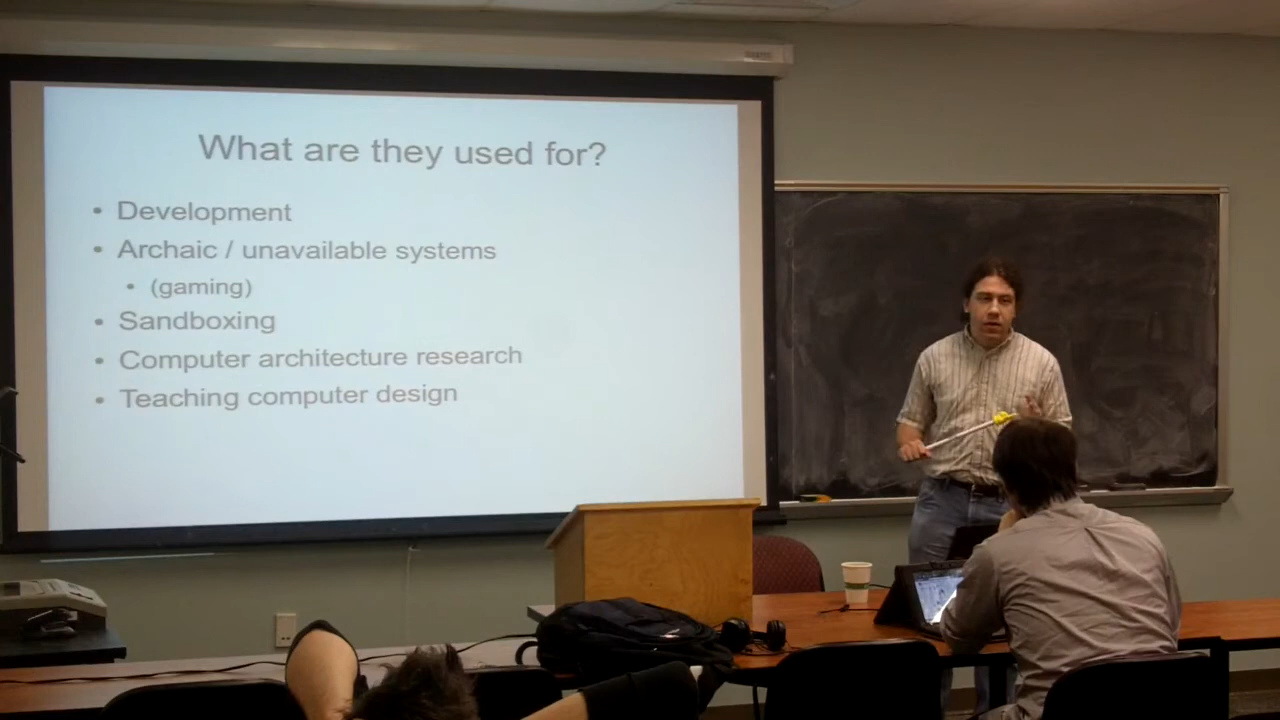 What are they used for?
• Development
• Archaic / unavailable systems
• (gaming)
• Sandboxing
• Computer architecture research
• Teaching computer design